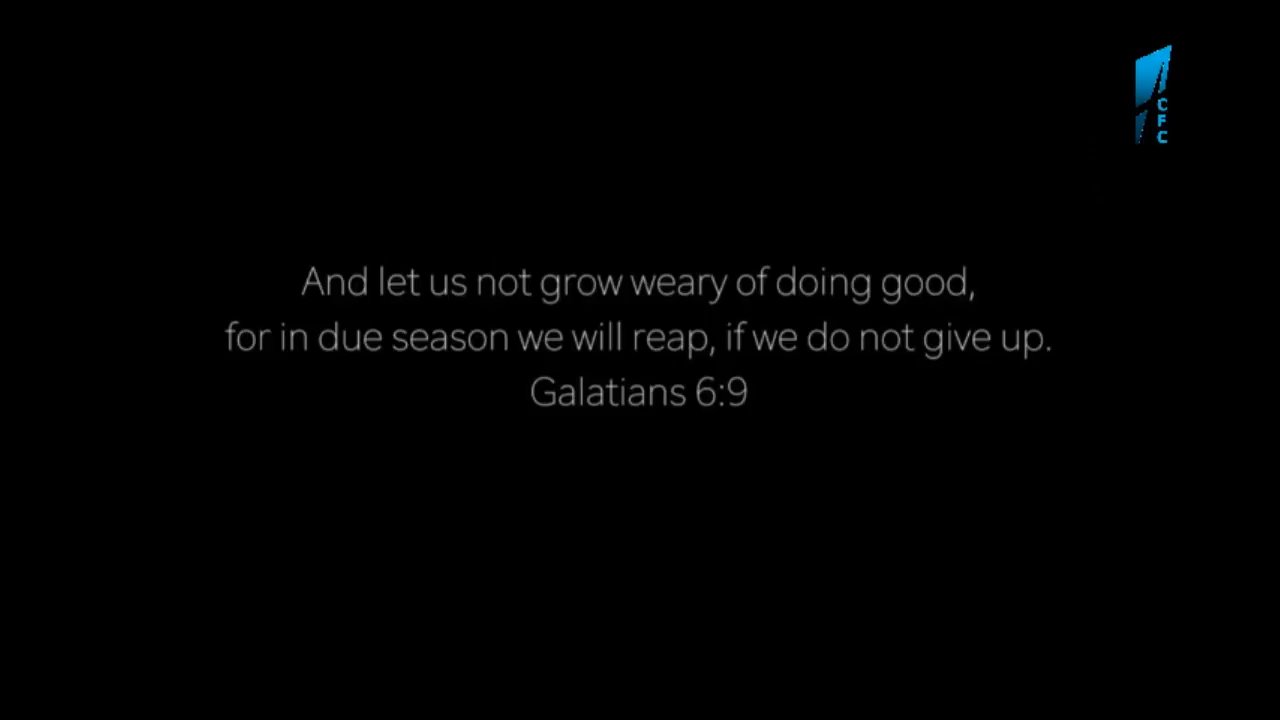 C
F
C
And let us not grow weary of doing good,
for in due season we will reap, if we do not give up.
Galatians 6:9